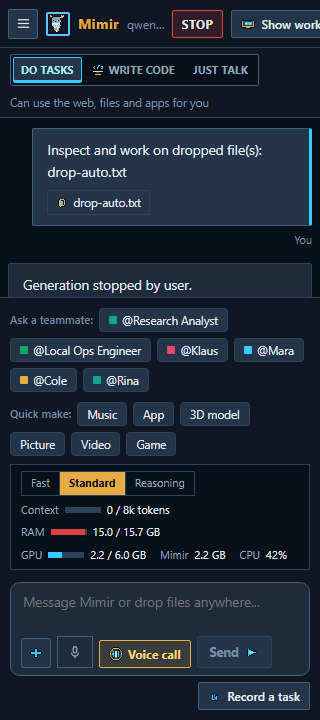 Mimir qwen... STOP Show work
DO TASKS WRITE CODE JUST TALK
Can use the web, files and apps for you
Inspect and work on dropped file(s):
drop-auto.txt
drop-auto.txt
You
Generation stopped by user.
Ask a teammate: @Research Analyst
@Local Ops Engineer @Klaus @Mara
@Cole @Rina
Quick make: Music App 3D model
Picture Video Game
Fast Standard Reasoning
Context 0 / 8k tokens
RAM 15.0 / 15.7 GB
GPU 2.2 / 6.0 GB Mimir 2.2 GB CPU 42%
Message Mimir or drop files anywhere...
Voice call Send
Record a task